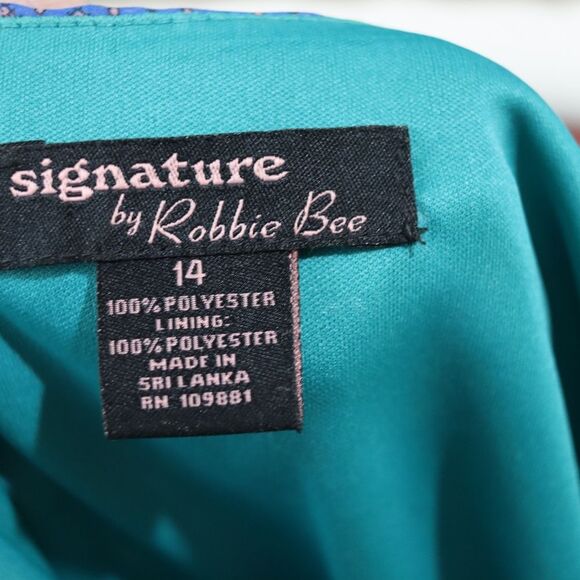 signature
by Robbie Bee
14
100% POLYESTER
LINING:
100% POLYESTER
MADE IN
SRI LANKA
RN 109881